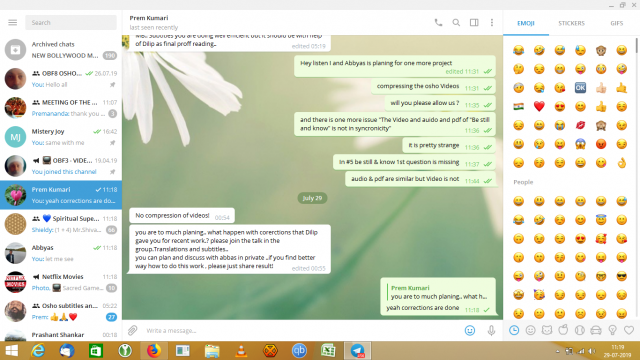 Search
Archived chats
NEW BOLLYWOOD M...
OBF8 OSHO...
26.07.19
You: Hello all
MEETING OF THE ...
11:07
Premananda: thank you ...
Mistery Joy
16:42
MJ
You: same with me
OBF3 - VIDE...
19.04.19
You joined this channel
Prem Kumari
11:18
You: yeah corrections are do...
Spiritual Supe...
11:18
Shieldy: (1 + 4) Mr.Shiva...
66
Abbyas
11:18
You: let me see
Netflix Movies
11:18
Photo,
Sacred Game...
Osho subtitles an...
05:22
Prem:
27
Prashant Shankar
Prem Kumari
last seen recently
wil. Subtitles you are doing well efficient but it should be with help
of Dilip as final proff reading..
edited 05:19
Hey listen I and Abbyas is planing for one more project
edited 11:31
compressing the osho Videos
11:31
will you please allow us ?
11:35
and there is one more issue "The Video and audio and pdf of "Be still
and know" is not in syncronicity"
11:36
it is pretty strange
11:36
In #5 be still & know 1st question is missing
11:37
audio & pdf are similar but Video is not
11:44
July 29
No compression of videos!
00:54
you are to much planing.. what happen with corerctions that Dilip
gave you for recent work.? please join the talk in the
group.Translations and subtitles..
you can plan and discuss with abbas in private ..if you find better
way how to do this work . please just share result!
edited 00:55
Prem Kumari
you are to much planing.. what h...
yeah corrections are done
11:18
Write a message...
EMOJI
STICKERS
GIFS
People
11:19
29-07-2019